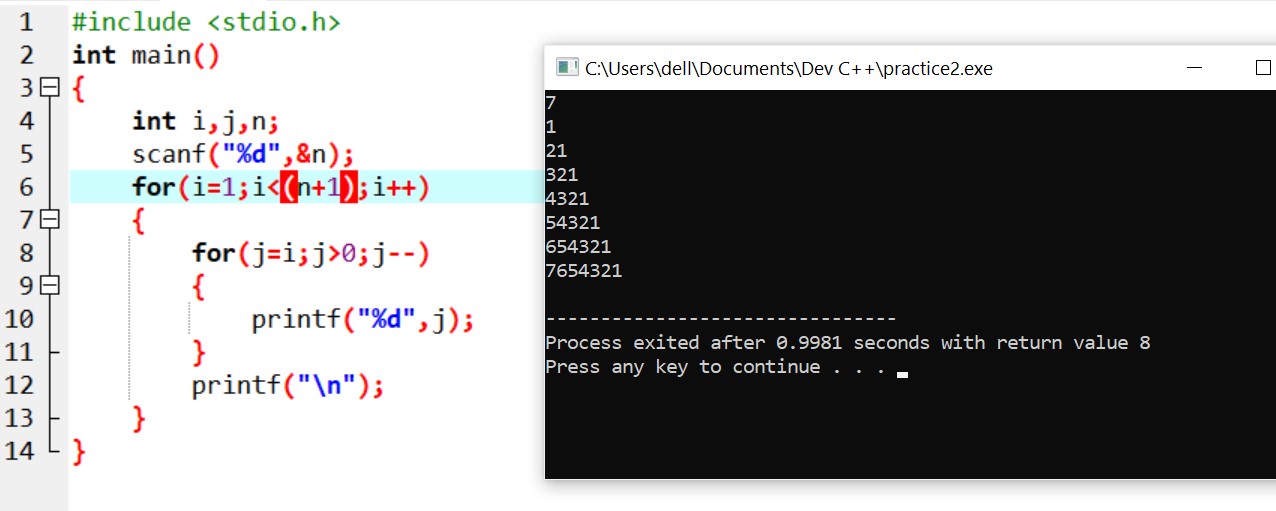 1 #include <stdio.h>
2 int main()
3 {
4 int i,j,n;
5 scanf("%d",&n);
6 for(i=1;i<(n+1);i++)
7 {
8 for(j=i;j>0;j--)
9 {
10 printf("%d",j);
11 }
12 printf("\n");
13 }
14 }
C:\Users\dell\Documents\Dev C++\practice2.exe
7
1
21
321
4321
54321
654321
7654321
--------------------------------
Process exited after 0.9981 seconds with return value 8
Press any key to continue . . .